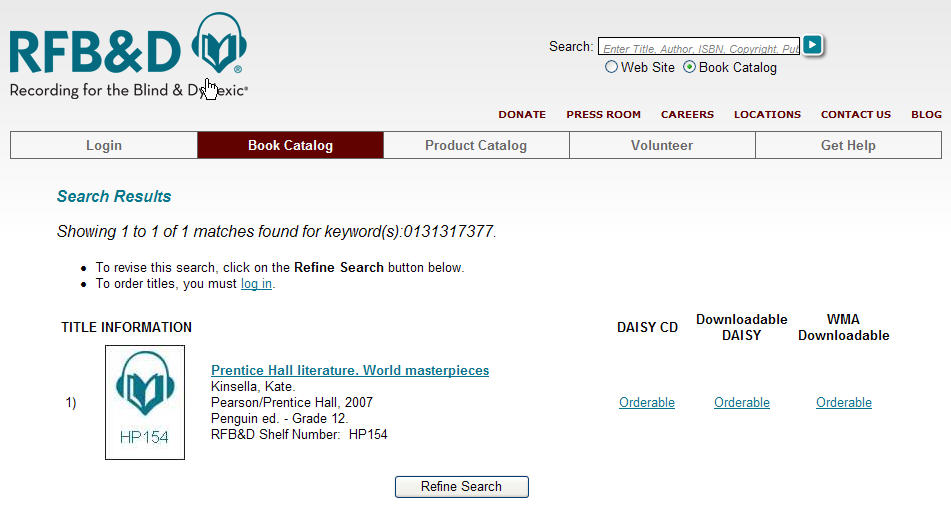 RFB&D
Recording for the Blind & Dyslexic®
Search: Enter Title, Author, ISBN, Copyright, Pub
Web Site Book Catalog
DONATE PRESS ROOM CAREERS LOCATIONS CONTACT US BLOG
Login Book Catalog Product Catalog Volunteer Get Help
Search Results
Showing 1 to 1 of 1 matches found for keyword(s):0131317377.
• To revise this search, click on the Refine Search button below.
• To order titles, you must log in.
TITLE INFORMATION DAISY CD Downloadable DAISY WMA Downloadable
1) HP154
Prentice Hall literature. World masterpieces
Kinsella, Kate.
Pearson/Prentice Hall, 2007
Orderable Orderable Orderable
Penguin ed. - Grade 12.
RFB&D Shelf Number: HP154
Refine Search